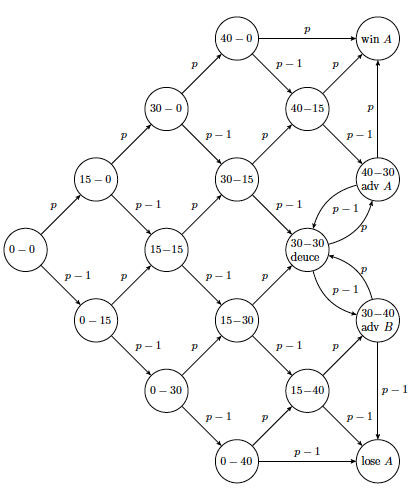 p
40 − 0
win A
p
p − 1
p
30 − 0
40−15
p
p
p − 1
p
p − 1
15 − 0
30−15
40−30
adv A
p
p − 1
p
p − 1
p − 1
p
0 − 0
15−15
30−30
deuce
p − 1
p
p − 1
p
p
p − 1
0 − 15
15−30
30−40
adv B
p − 1
p
p − 1
p
p − 1
0 − 30
15−40
p − 1
p
p − 1
p − 1
0 − 40
lose A